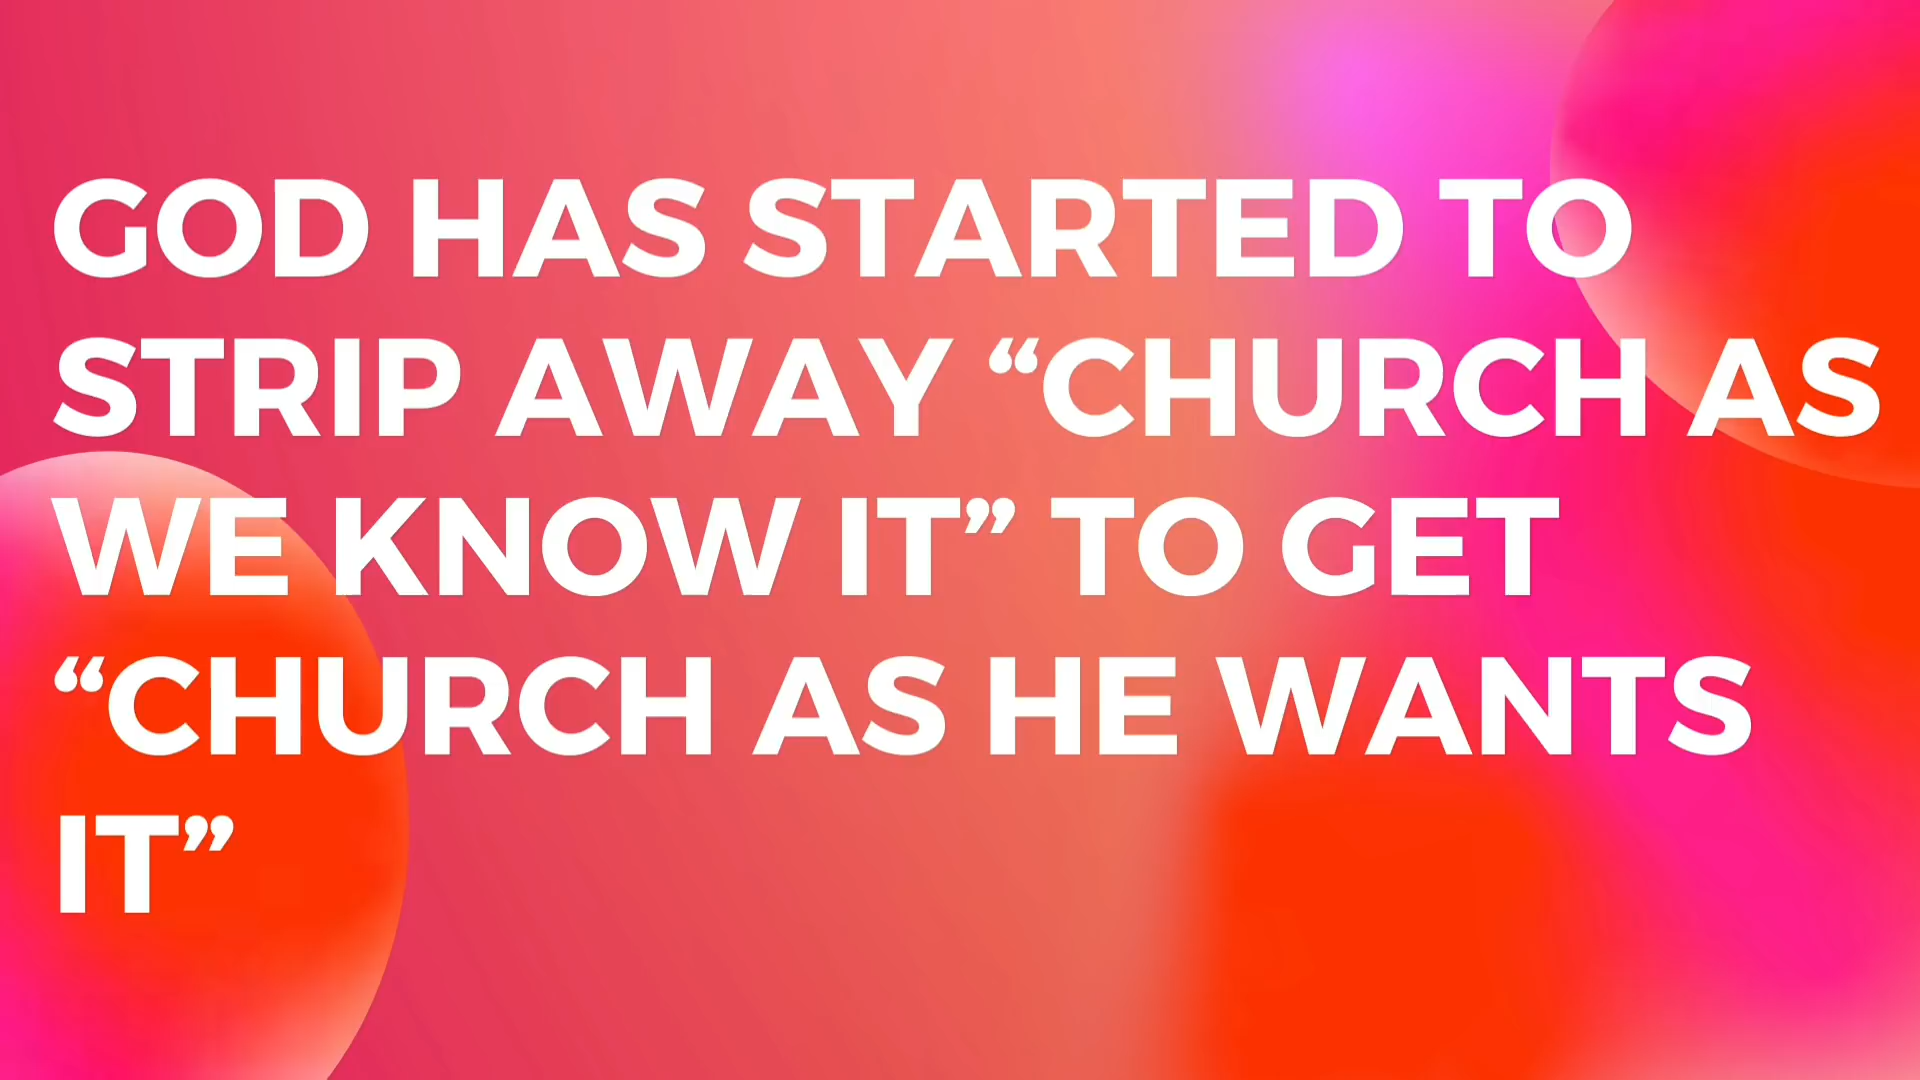 GOD HAS STARTED TO
STRIP AWAY “CHURCH AS
WE KNOW IT” TO GET
“CHURCH AS HE WANTS
IT”